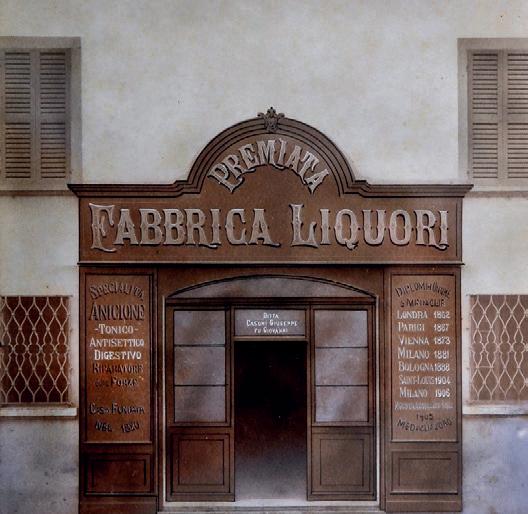 PREMIATA
FABBRICA LIQUORI
DITTA
CASONI GIUSEPPE
FU GIOVANNI
SPECIALITÀ
ANICIONE
-TONICO-
ANTISETTICO
DIGESTIVO
RIPARATORE
DELLE FORZE
CASA FONDATA
NEL 1820
DIPLOMI D'ONORE
E MEDAGLIE
LONDRA 1862
PARIGI 1867
VIENNA 1873
MILANO 1881
BOLOGNA 1888
SAINT-LOUIS 1904
MILANO 1906
1905
MEDAGLIA D'ORO